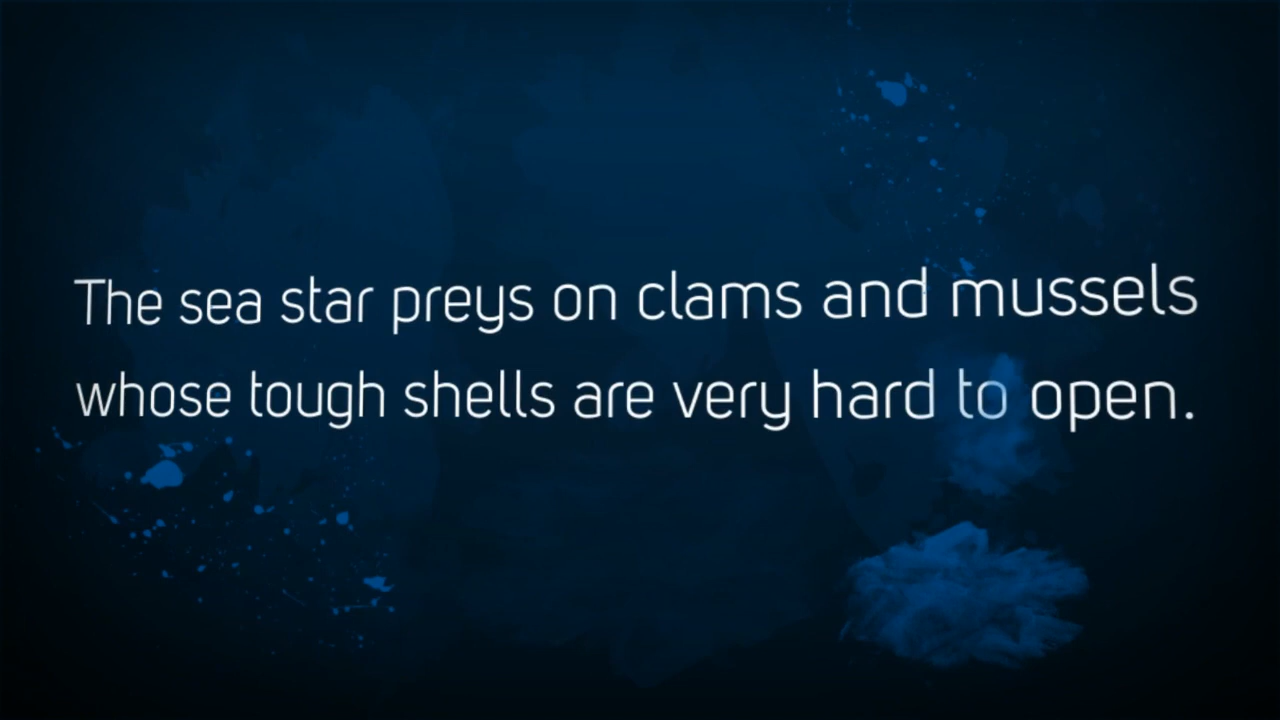 The sea star preys on clams and mussels
whose tough shells are very hard to open.